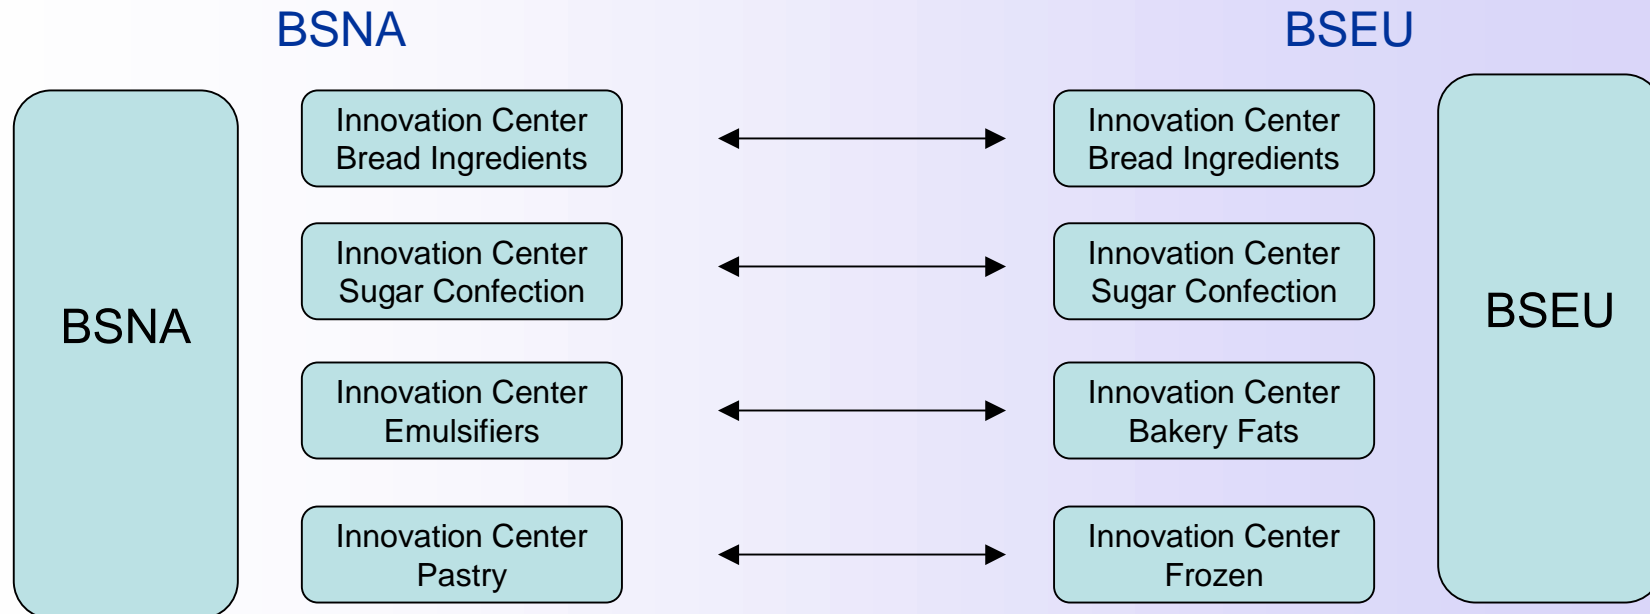 BSNA
BSEU
BSNA
Innovation Center
Bread Ingredients
Innovation Center
Bread Ingredients
Innovation Center
Sugar Confection
Innovation Center
Sugar Confection
Innovation Center
Emulsifiers
Innovation Center
Bakery Fats
Innovation Center
Pastry
Innovation Center
Frozen
BSEU